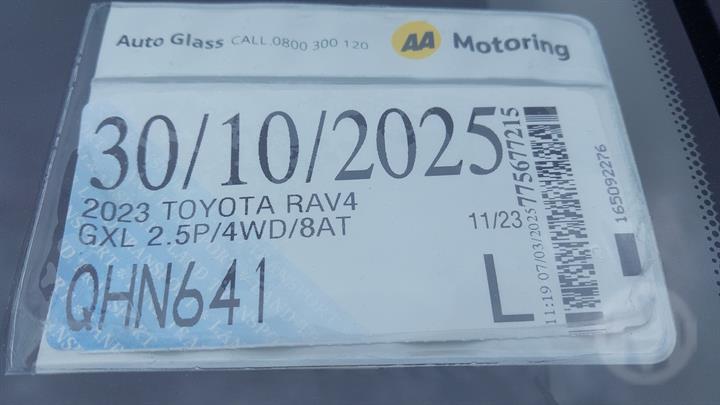 Auto Glass CALL 0800 300 120
AA Motoring
30/10/2025
2023 TOYOTA RAV4
GXL 2.5P/4WD/8AT
11/23
QHN641
L
775677215
11:19 07/03/2025
165092276